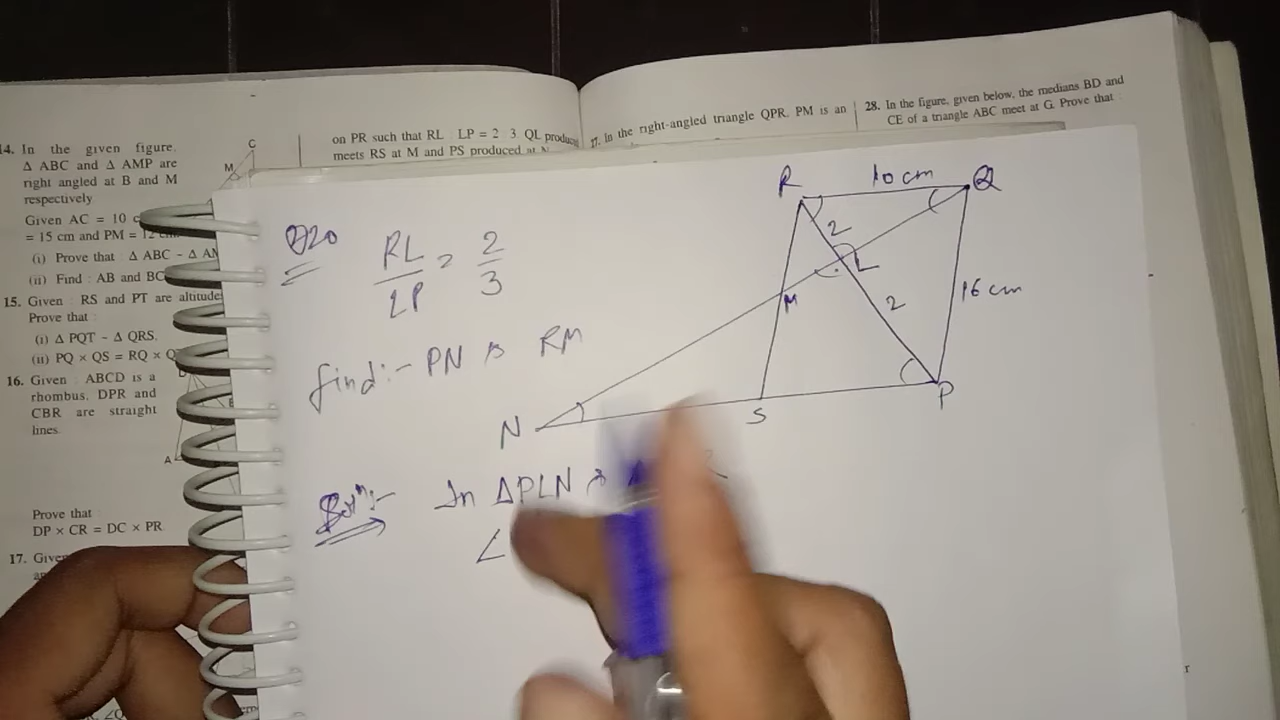 14. In the given figure,
Δ ABC and Δ AMP are
right angled at B and M
respectively
Given AC = 10
= 15 cm and PM = 12 cm
(i) Prove that Δ ABC ~ Δ AM
(ii) Find : AB and BC
15. Given : RS and PT are altitude
Prove that :
(i) Δ PQT ~ Δ QRS,
(ii) PQ × QS = RQ × Q
16. Given : ABCD is a
rhombus, DPR and
CBR are straight
lines.
Prove that :
DP × CR = DC × PR.
17. Give
C
M
A
on PR such that RL : LP = 2 : 3. QL produced
meets RS at M and PS produced at N
In the right-angled triangle QPR, PM is an
28. In the figure, given below, the medians BD and
CE of a triangle ABC meet at G. Prove that
Q20
RL/LP = 2/3
find:- PN & RM
Solⁿ:- In ΔPLN &
∠
R 10 cm Q
2
L
M
2
16 cm
N S P